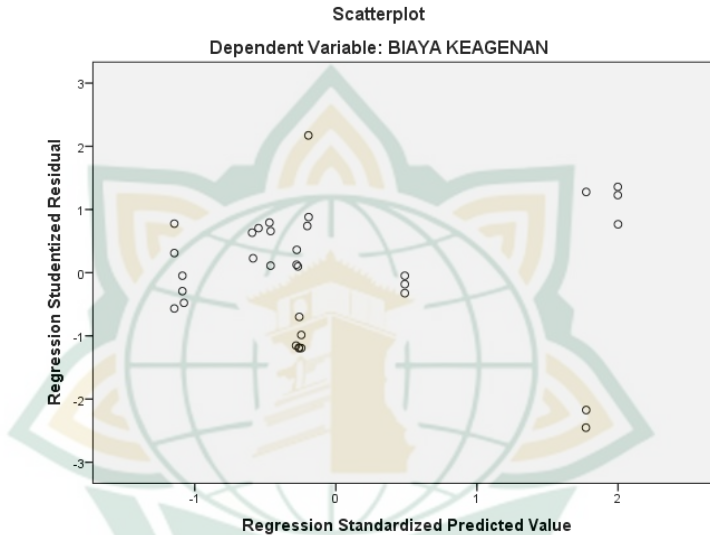 Scatterplot
Dependent Variable: BIAYA KEAGENAN
Regression Studentized Residual
3
2
1
0
-1
-2
-3
-1 0 1 2
Regression Standardized Predicted Value